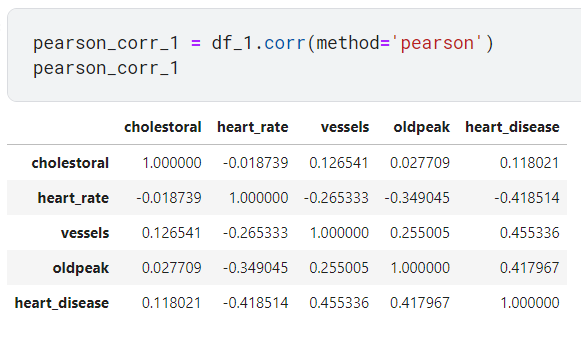 pearson_corr_1 = df_1.corr(method='pearson')
pearson_corr_1
cholestoral heart_rate vessels oldpeak heart_disease
cholestoral 1.000000 -0.018739 0.126541 0.027709 0.118021
heart_rate -0.018739 1.000000 -0.265333 -0.349045 -0.418514
vessels 0.126541 -0.265333 1.000000 0.255005 0.455336
oldpeak 0.027709 -0.349045 0.255005 1.000000 0.417967
heart_disease 0.118021 -0.418514 0.455336 0.417967 1.000000